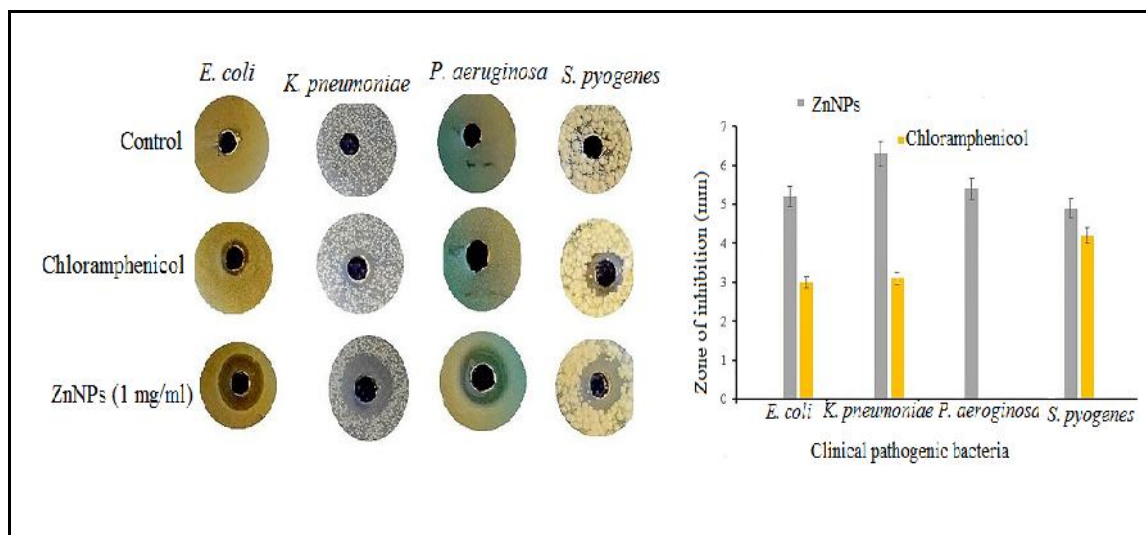 E. coli
K. pneumoniae
P. aeruginosa
S. pyogenes
Control
Chloramphenicol
ZnNPs (1 mg/ml)
ZnNPs
Chloramphenicol
Zone of inhibition (mm)
7
6
5
4
3
2
1
0
E. coli
K. pneumoniae
P. aeroginosa
S. pyogenes
Clinical pathogenic bacteria